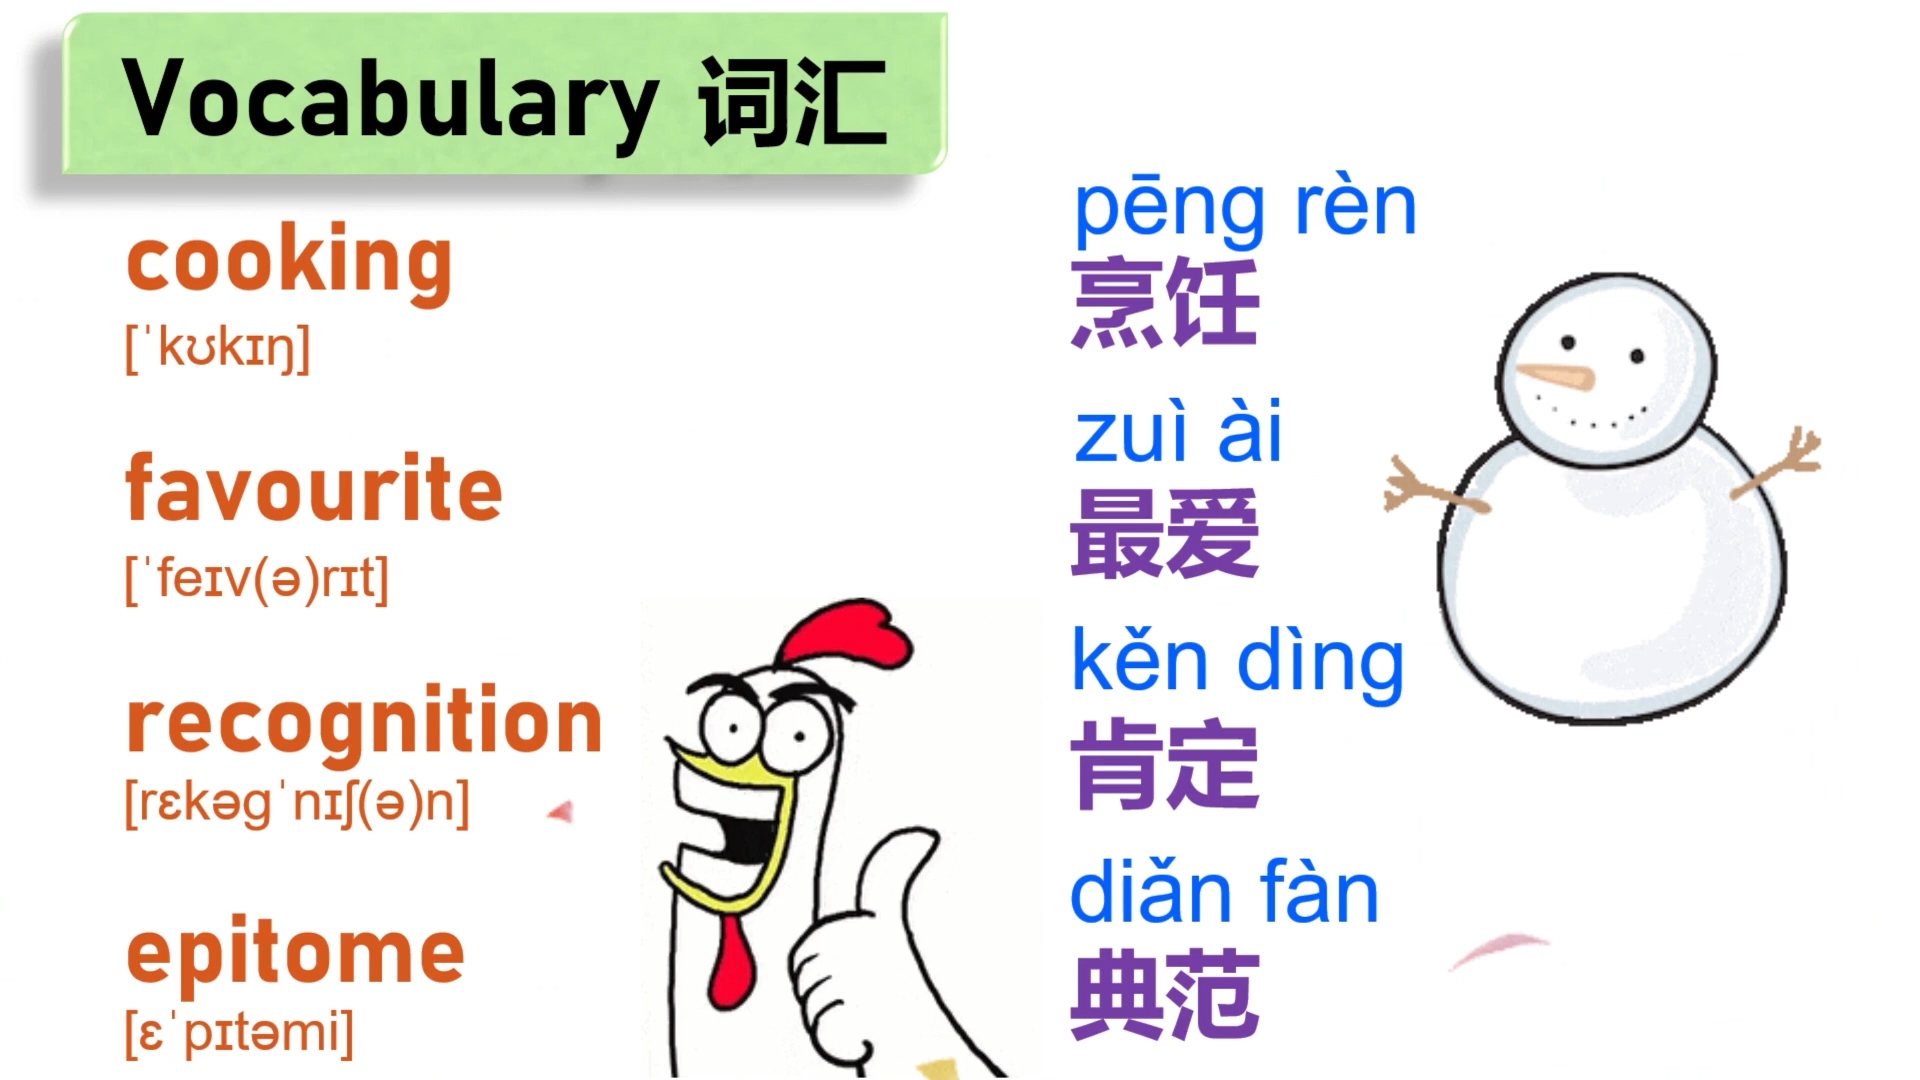 Vocabulary 词汇
cooking
[ˈkʊkɪŋ]
pēng rèn
烹饪
favourite
[ˈfeɪv(ə)rɪt]
zuì ài
最爱
recognition
[rɛkəgˈnɪʃ(ə)n]
kěn dìng
肯定
epitome
[ɛˈpɪtəmi]
diǎn fàn
典范